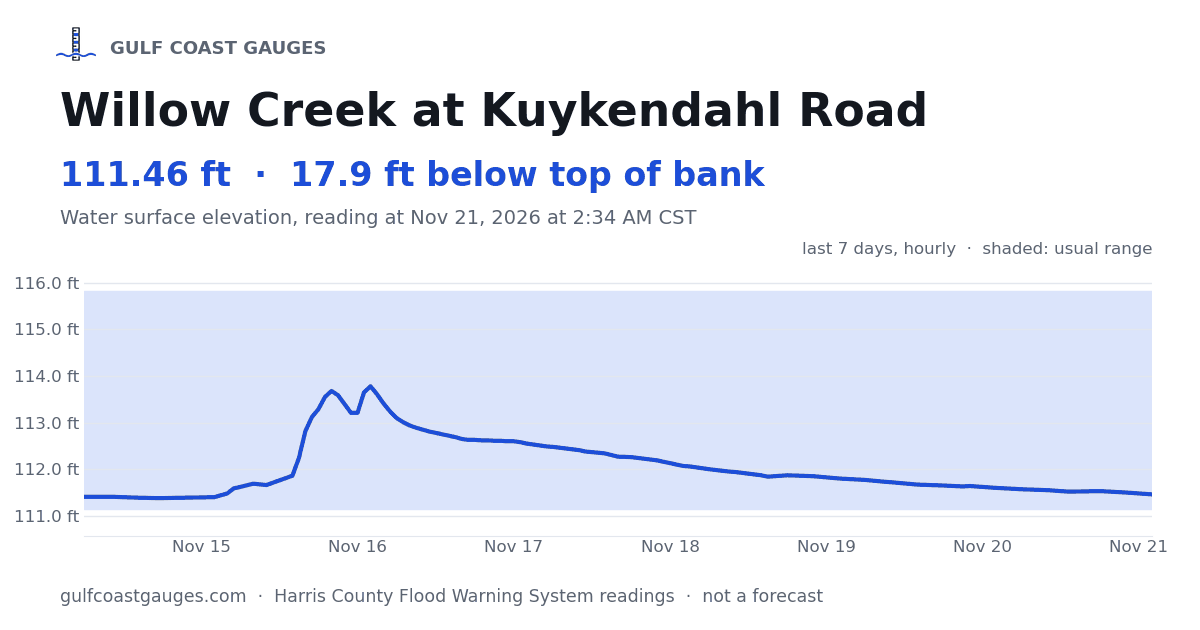 GULF COAST GAUGES
Willow Creek at Kuykendahl Road
111.46 ft · 17.9 ft below top of bank
Water surface elevation, reading at Nov 21, 2026 at 2:34 AM CST
last 7 days, hourly · shaded: usual range
116.0 ft
115.0 ft
114.0 ft
113.0 ft
112.0 ft
111.0 ft
Nov 15 Nov 16 Nov 17 Nov 18 Nov 19 Nov 20 Nov 21
gulfcoastgauges.com · Harris County Flood Warning System readings · not a forecast